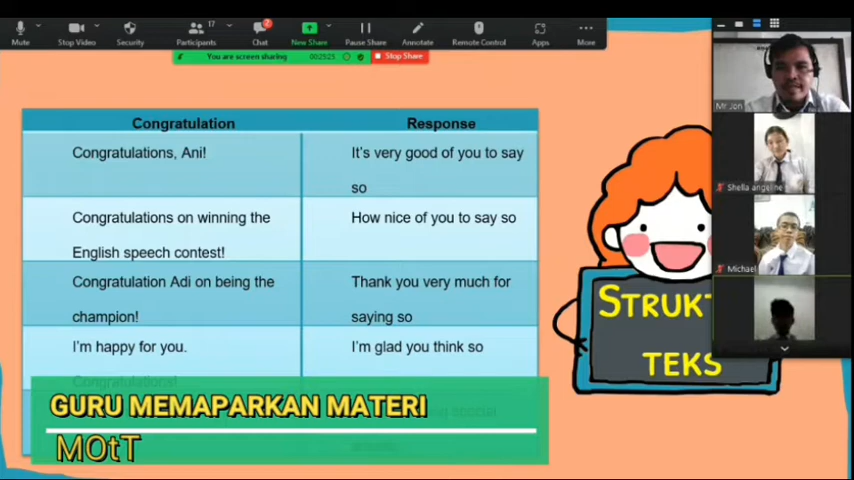 Mute
Stop Video
Security
Participants
17
Chat
2
New Share
Pause Share
Annotate
Remote Control
Apps
More
You are screen sharing
Stop Share
Mr Jon
Shella angeline
Michael
Congratulation Response
Congratulations, Ani! It's very good of you to say
so
Congratulations on winning the How nice of you to say so
English speech contest!
Congratulation Adi on being the Thank you very much for
champion! saying so
I'm happy for you. I'm glad you think so
Congratulations!
TEKS
GURU MEMAPARKAN MATERI
MOtT